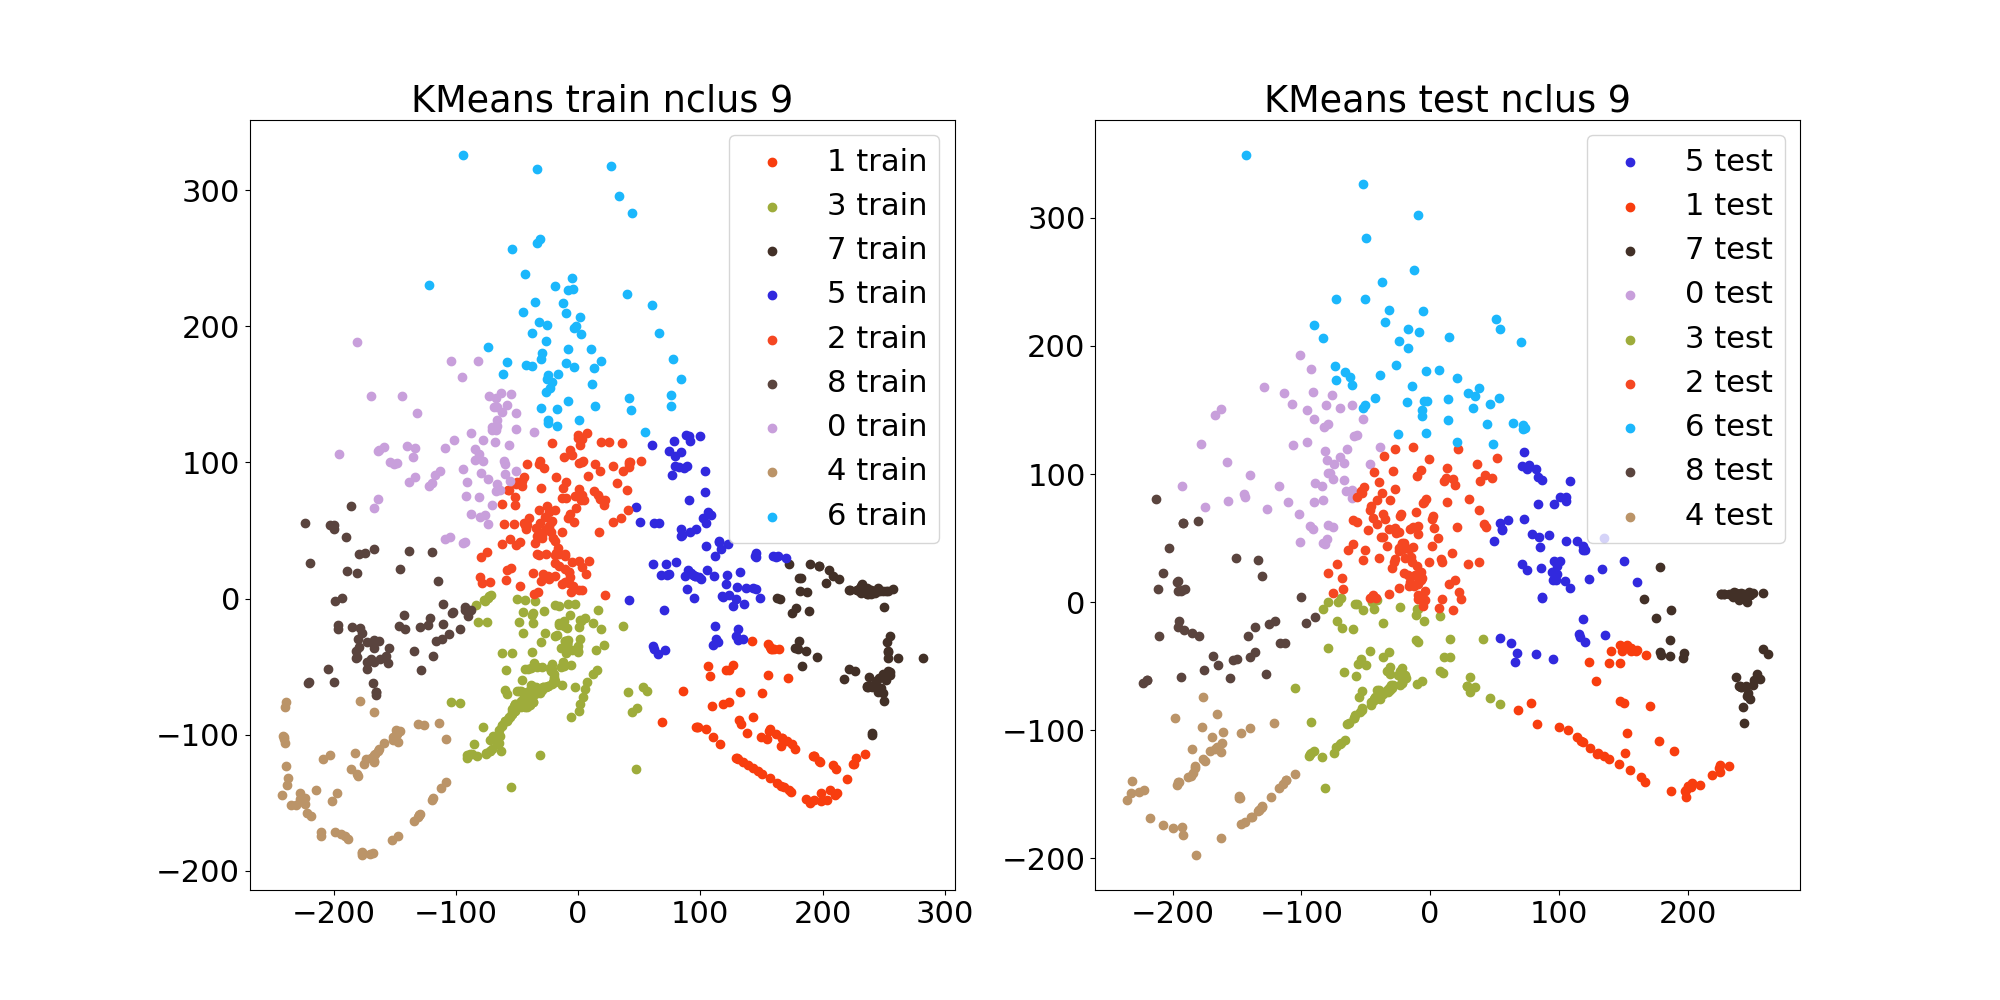 KMeans train nclus 9
300
200
100
0
−100
−200
−200
−100
0
100
200
300
1 train
3 train
7 train
5 train
2 train
8 train
0 train
4 train
6 train
KMeans test nclus 9
300
200
100
0
−100
−200
−200
−100
0
100
200
5 test
1 test
7 test
0 test
3 test
2 test
6 test
8 test
4 test